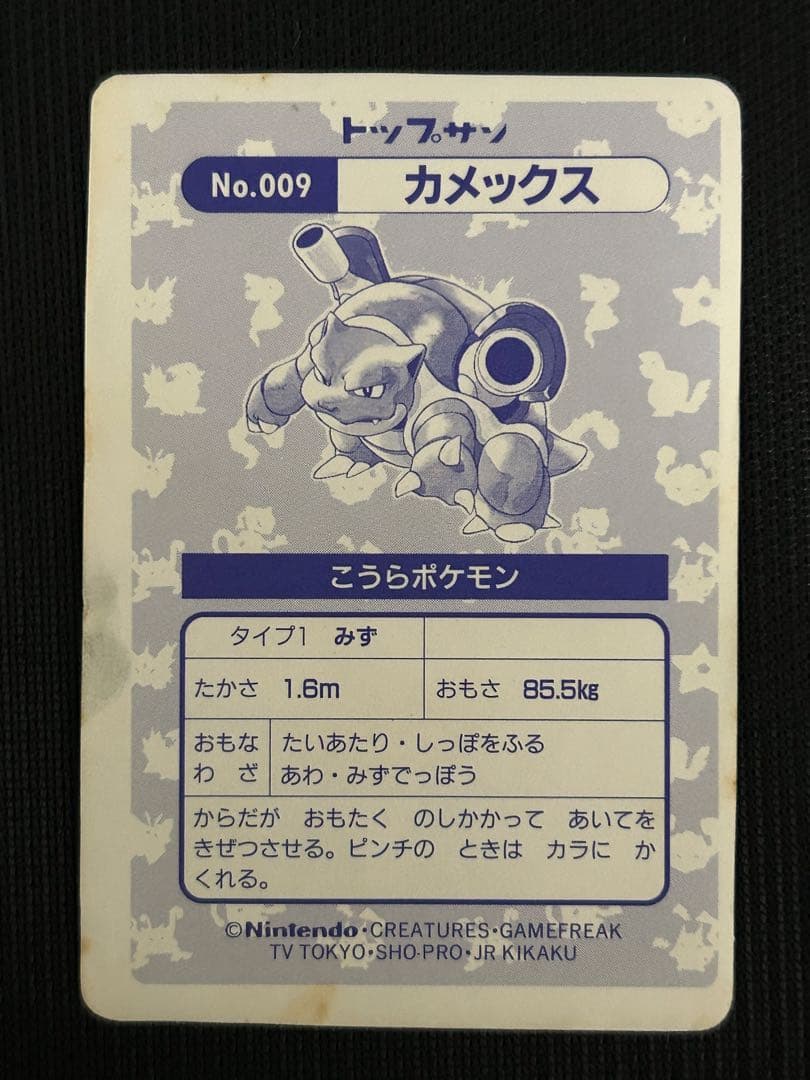 トップサン
No.009 カメックス
こうらポケモン
タイプ1 みず
たかさ 1.6m おもさ 85.5kg
おもな たいあたり・しっぽをふる
わ ざ あわ・みずでっぽう
からだが おもたく のしかかって あいてを
きぜつさせる。ピンチの ときは カラに か
くれる。
©Nintendo・CREATURES・GAMEFREAK
TV TOKYO・SHO-PRO・JR KIKAKU